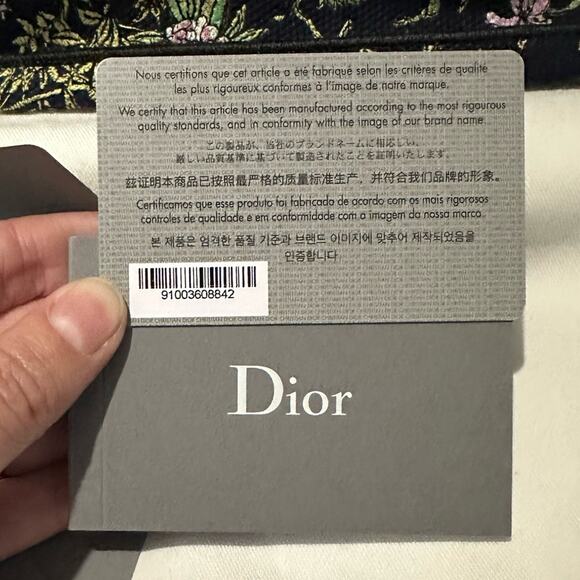 Nous certifions que cet article a été fabriqué selon les critères de qualité
les plus rigoureux conformes à l'image de notre marque.
We certify that this article has been manufactured according to the most rigourous
quality standards, and in conformity with the image of our brand name.
この製品が、当社のブランドネームに相応しい、
厳しい品質基準に基づいて製造されたことを証明いたします。
兹证明本商品已按照最严格的质量标准生产，并符合我们品牌的形象。
Certificamos que esse produto foi fabricada de acordo com os mais rigorosos
controles de qualidade e em conformidade com a imagem da nossa marca
본 제품은 엄격한 품질 기준과 브랜드 이미지에 맞추어 제작되었음을
인증합니다.
91003608842
Dior